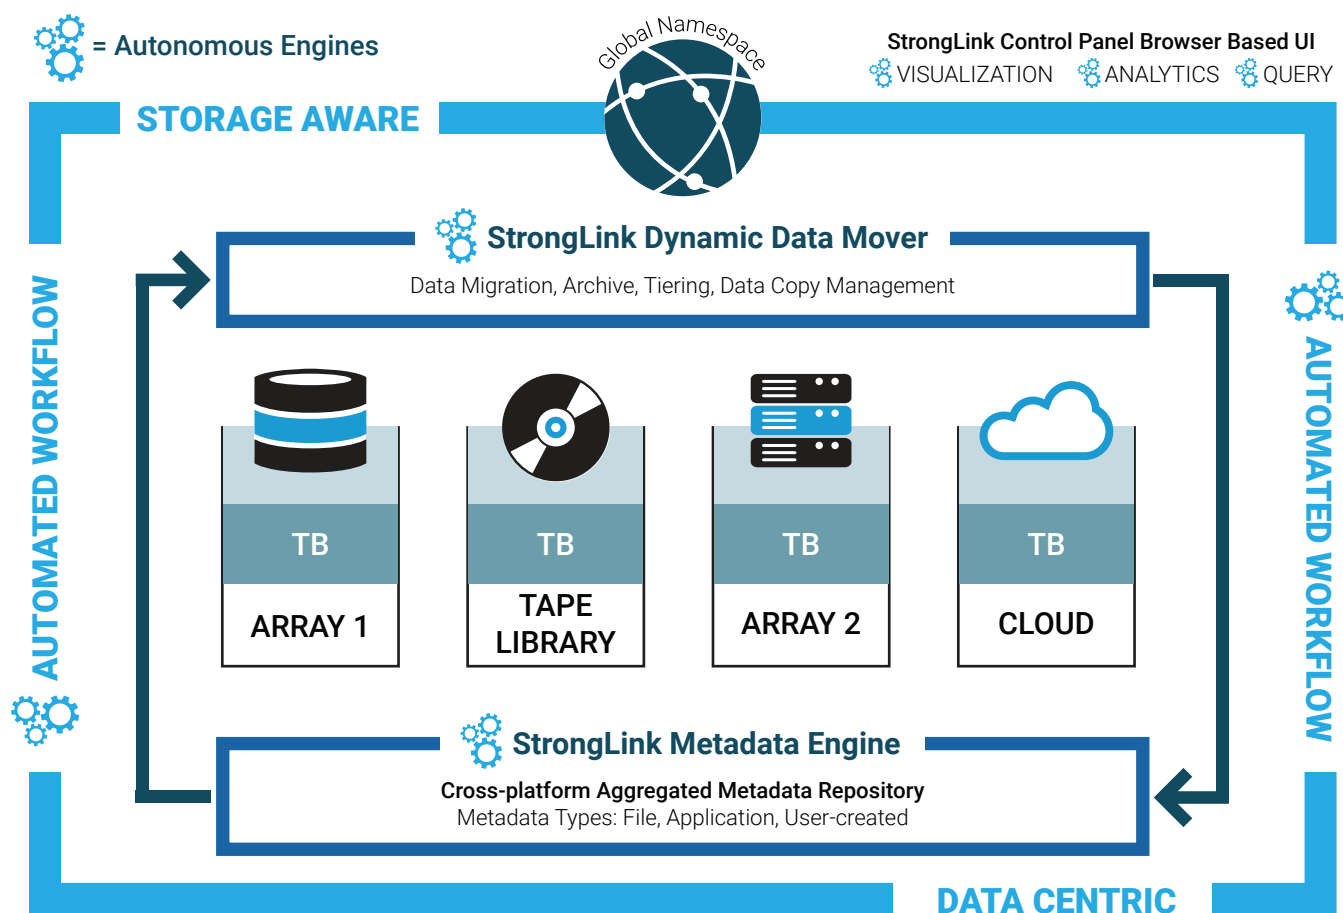 = Autonomous Engines
Global Namespace
StrongLink Control Panel Browser Based UI
VISUALIZATION ANALYTICS QUERY
STORAGE AWARE
StrongLink Dynamic Data Mover
Data Migration, Archive, Tiering, Data Copy Management
AUTOMATED WORKFLOW
AUTOMATED WORKFLOW
TB
TB
TB
TB
ARRAY 1
TAPE
LIBRARY
ARRAY 2
CLOUD
StrongLink Metadata Engine
Cross-platform Aggregated Metadata Repository
Metadata Types: File, Application, User-created
DATA CENTRIC